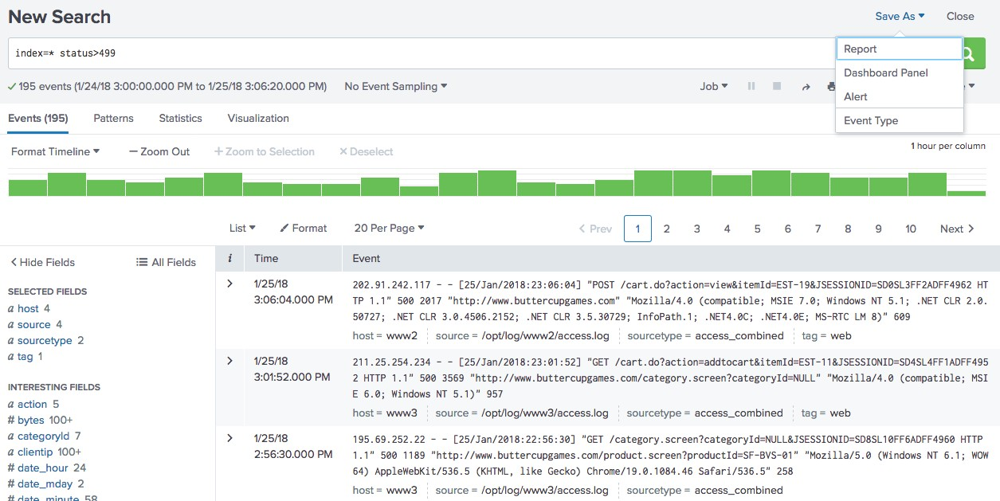 New Search
Save As
Close
index=* status>499
Report
Dashboard Panel
Alert
Event Type
195 events (1/24/18 3:00:00.000 PM to 1/25/18 3:06:20.000 PM)
No Event Sampling
Job
Events (195)
Patterns
Statistics
Visualization
Format Timeline
Zoom Out
Zoom to Selection
Deselect
1 hour per column
List
Format
20 Per Page
Prev
1
2
3
4
5
6
7
8
9
10
Next
Hide Fields
All Fields
SELECTED FIELDS
a host 4
a source 4
a sourcetype 2
a tag 1
INTERESTING FIELDS
a action 5
# bytes 100+
a categoryId 7
a clientip 100+
# date_hour 24
# date_mday 2
# date_minute 58
i
Time
Event
1/25/18
3:06:04.000 PM
202.91.242.117 - - [25/Jan/2018:23:06:04] "POST /cart.do?action=view&itemId=EST-19&JSESSIONID=SD0SL3FF2ADFF4962 HT
TP 1.1" 500 2017 "http://www.buttercupgames.com" "Mozilla/4.0 (compatible; MSIE 7.0; Windows NT 5.1; .NET CLR 2.0.
50727; .NET CLR 3.0.4506.2152; .NET CLR 3.5.30729; InfoPath.1; .NET4.0C; .NET4.0E; MS-RTC LM 8)" 609
host = www2 source = /opt/log/www2/access.log sourcetype = access_combined tag = web
1/25/18
3:01:52.000 PM
211.25.254.234 - - [25/Jan/2018:23:01:52] "GET /cart.do?action=addtocart&itemId=EST-11&JSESSIONID=SD4SL4FF1ADFF495
2 HTTP 1.1" 500 3569 "http://www.buttercupgames.com/category.screen?categoryId=NULL" "Mozilla/4.0 (compatible; MSI
E 6.0; Windows NT 5.1)" 957
host = www3 source = /opt/log/www3/access.log sourcetype = access_combined tag = web
1/25/18
2:56:30.000 PM
195.69.252.22 - - [25/Jan/2018:22:56:30] "GET /category.screen?categoryId=NULL&JSESSIONID=SD8SL10FF6ADFF4960 HTTP
1.1" 500 1189 "http://www.buttercupgames.com/product.screen?productId=SF-BVS-01" "Mozilla/5.0 (Windows NT 6.1; WOW
64) AppleWebKit/536.5 (KHTML, like Gecko) Chrome/19.0.1084.46 Safari/536.5" 258
host = www3 source = /opt/log/www3/access.log sourcetype = access_combined